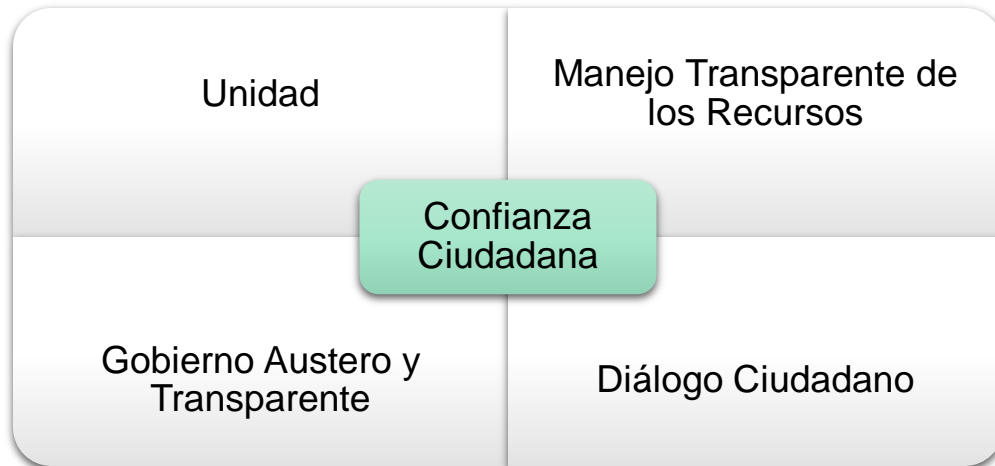 Unidad
Manejo Transparente de
los Recursos
Confianza
Ciudadana
Gobierno Austero y
Transparente
Diálogo Ciudadano